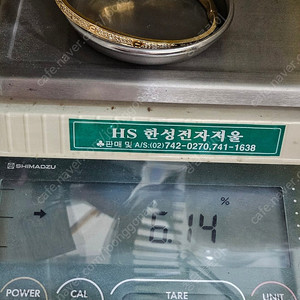 HS 한성전자저울
판매 및 A/S:(02)742-0270,741-1638
SHIMADZU
%
6.14
POWER CAL TARE UNIT